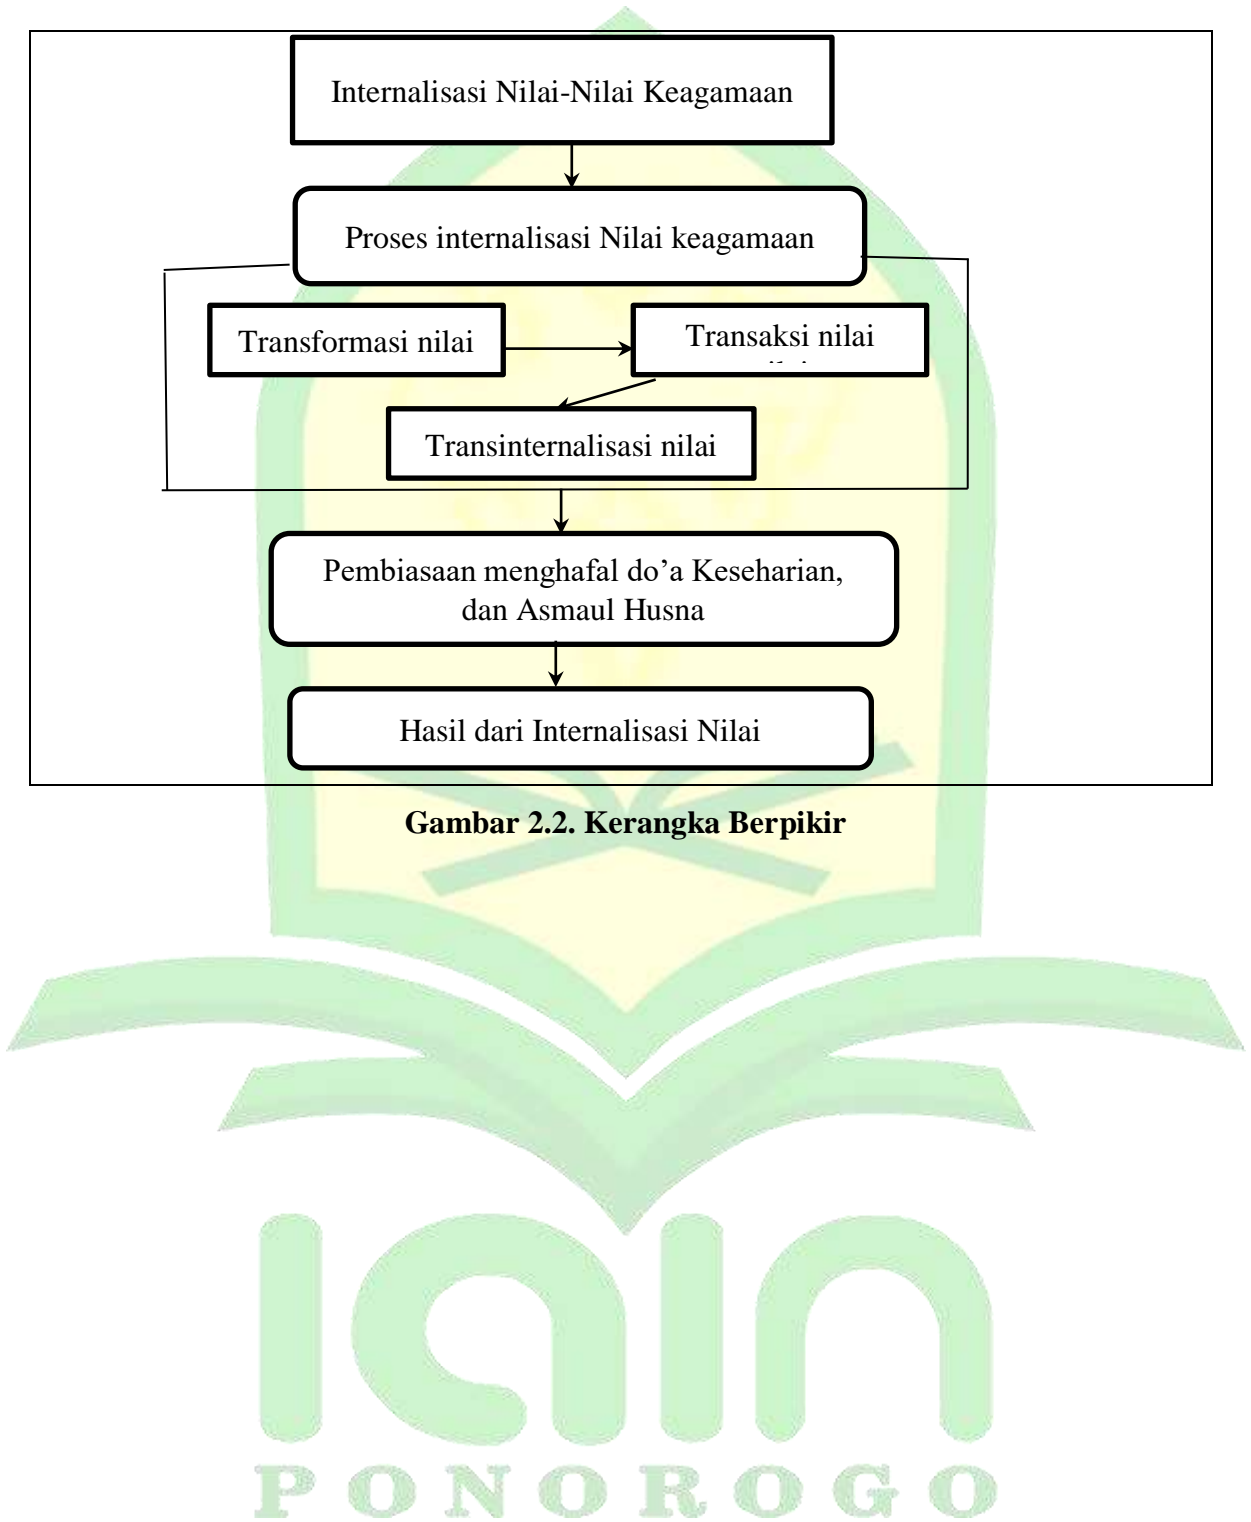 Internalisasi Nilai-Nilai Keagamaan
Proses internalisasi Nilai keagamaan
Transformasi nilai
Transaksi nilai
Transinternalisasi nilai
Pembiasaan menghafal do’a Keseharian,
dan Asmaul Husna
Hasil dari Internalisasi Nilai
Gambar 2.2. Kerangka Berpikir
iain
PONOROGO